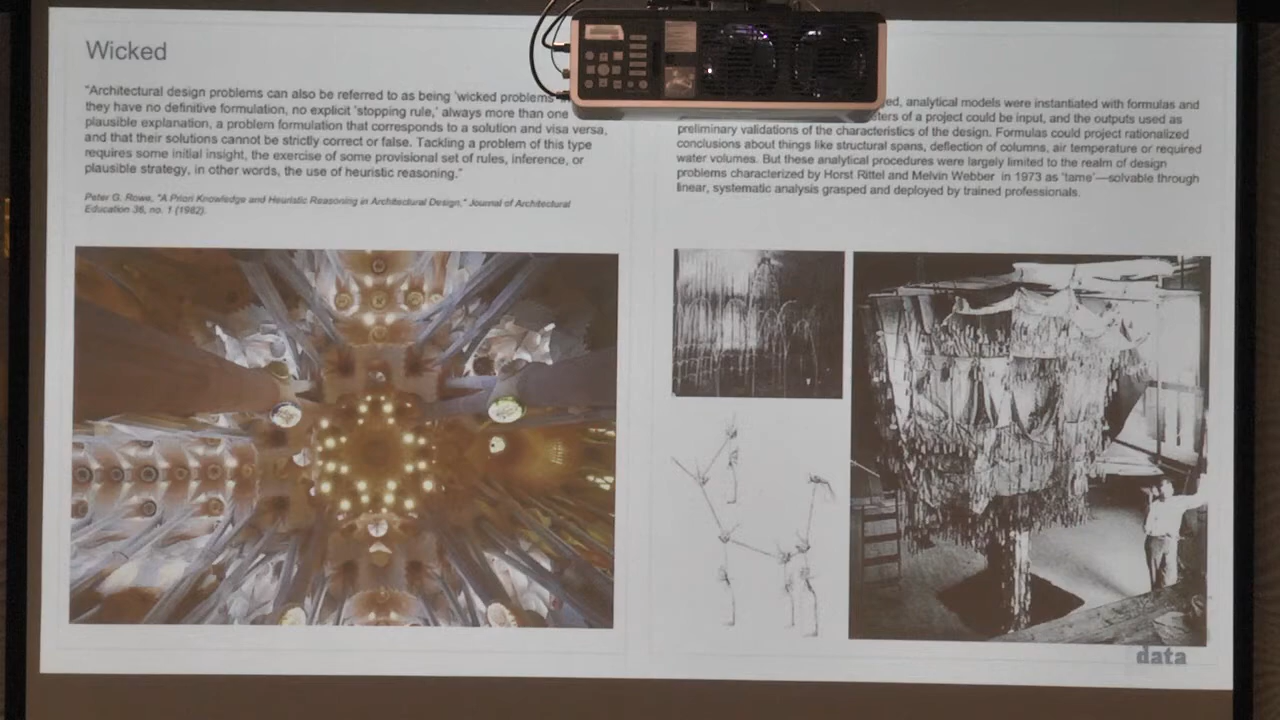 Wicked
"Architectural design problems can also be referred to as being 'wicked problems'
they have no definitive formulation, no explicit 'stopping rule,' always more than one
plausible explanation, a problem formulation that corresponds to a solution and visa versa,
and that their solutions cannot be strictly correct or false. Tackling a problem of this type
requires some initial insight, the exercise of some provisional set of rules, inference, or
plausible strategy, in other words, the use of heuristic reasoning."
Peter G. Rowe, "A Priori Knowledge and Heuristic Reasoning in Architectural Design," Journal of Architectural
Education 36, no. 1 (1982).
ed, analytical models were instantiated with formulas and
eters of a project could be input, and the outputs used as
preliminary validations of the characteristics of the design. Formulas could project rationalized
conclusions about things like structural spans, deflection of columns, air temperature or required
water volumes. But these analytical procedures were largely limited to the realm of design
problems characterized by Horst Rittel and Melvin Webber in 1973 as 'tame'—solvable through
linear, systematic analysis grasped and deployed by trained professionals.
data